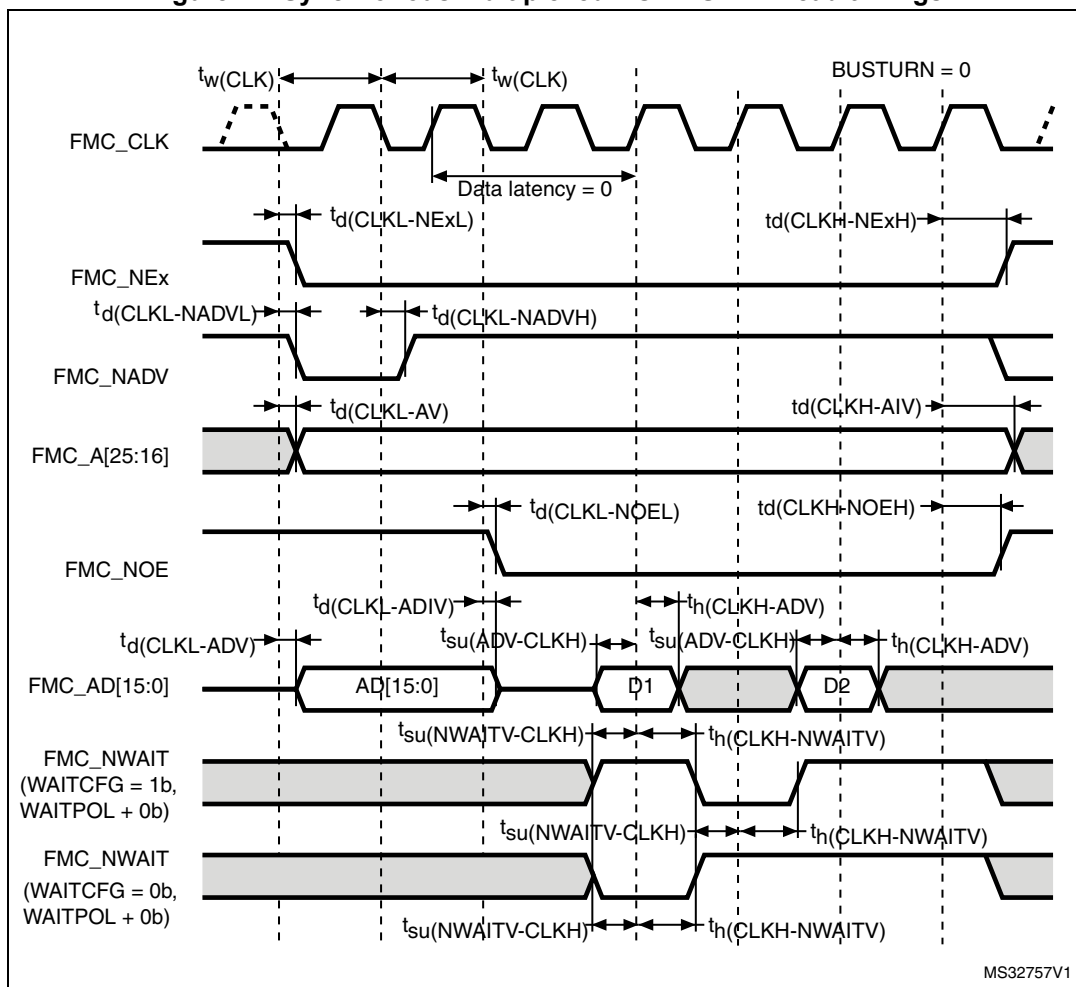 tw(CLK) tw(CLK) BUSTURN = 0
FMC_CLK
Data latency = 0
td(CLKL-NExL) td(CLKH-NExH)
FMC_NEx
td(CLKL-NADVL) td(CLKL-NADVH)
FMC_NADV
td(CLKL-AV) td(CLKH-AIV)
FMC_A[25:16]
td(CLKL-NOEL) td(CLKH-NOEH)
FMC_NOE
td(CLKL-ADIV) th(CLKH-ADV)
td(CLKL-ADV) tsu(ADV-CLKH) tsu(ADV-CLKH) th(CLKH-ADV)
FMC_AD[15:0] AD[15:0] D1 D2
tsu(NWAITV-CLKH) th(CLKH-NWAITV)
FMC_NWAIT
(WAITCFG = 1b,
WAITPOL + 0b)
tsu(NWAITV-CLKH) th(CLKH-NWAITV)
FMC_NWAIT
(WAITCFG = 0b,
WAITPOL + 0b)
tsu(NWAITV-CLKH) th(CLKH-NWAITV)
MS32757V1